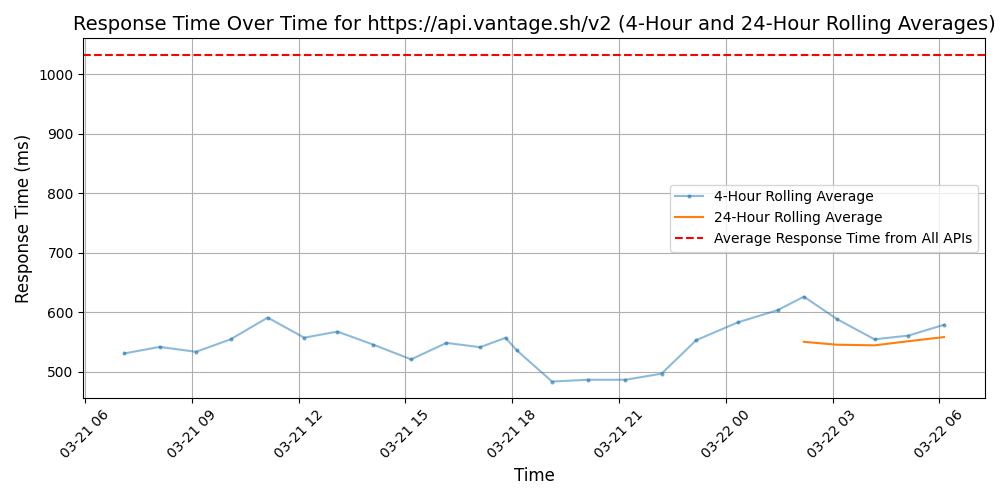 Response Time Over Time for https://api.vantage.sh/v2 (4-Hour and 24-Hour Rolling Averages)
Response Time (ms)
1000
900
800
700
600
500
4-Hour Rolling Average
24-Hour Rolling Average
Average Response Time from All APIs
03-21 06
03-21 09
03-21 12
03-21 15
03-21 18
03-21 21
03-22 00
03-22 03
03-22 06
Time